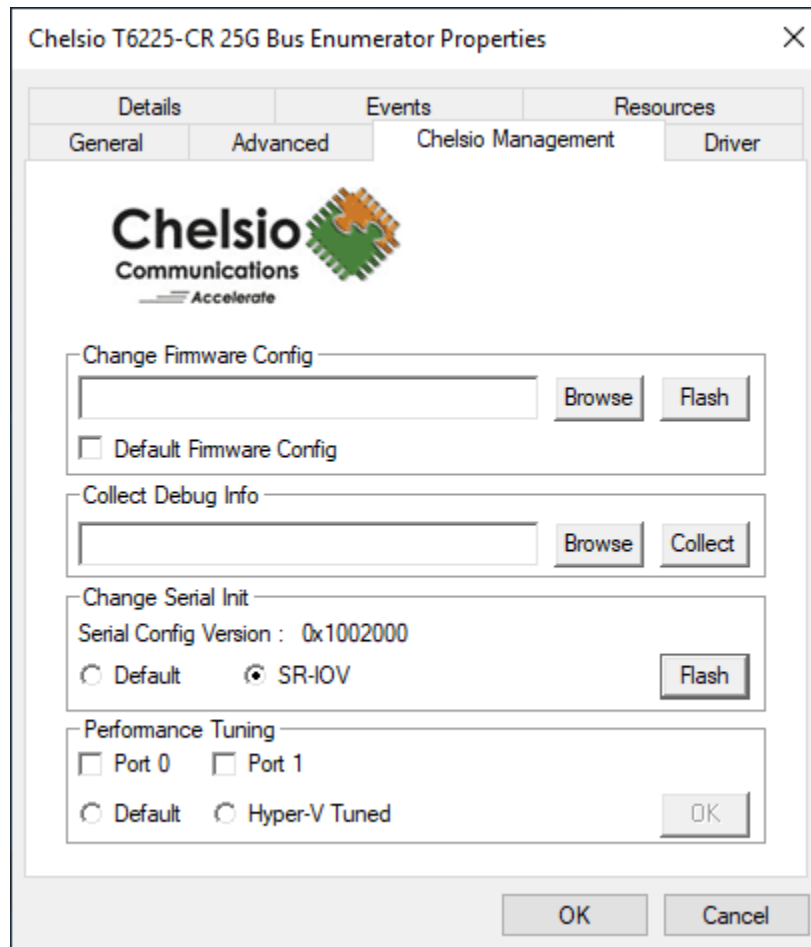 Chelsio T6225-CR 25G Bus Enumerator Properties
Details Events Resources
General Advanced Chelsio Management Driver
Chelsio
Communications
Accelerate
Change Firmware Config
Browse Flash
Default Firmware Config
Collect Debug Info
Browse Collect
Change Serial Init
Serial Config Version : 0x1002000
Default SR-IOV Flash
Performance Tuning
Port 0 Port 1
Default Hyper-V Tuned OK
OK Cancel